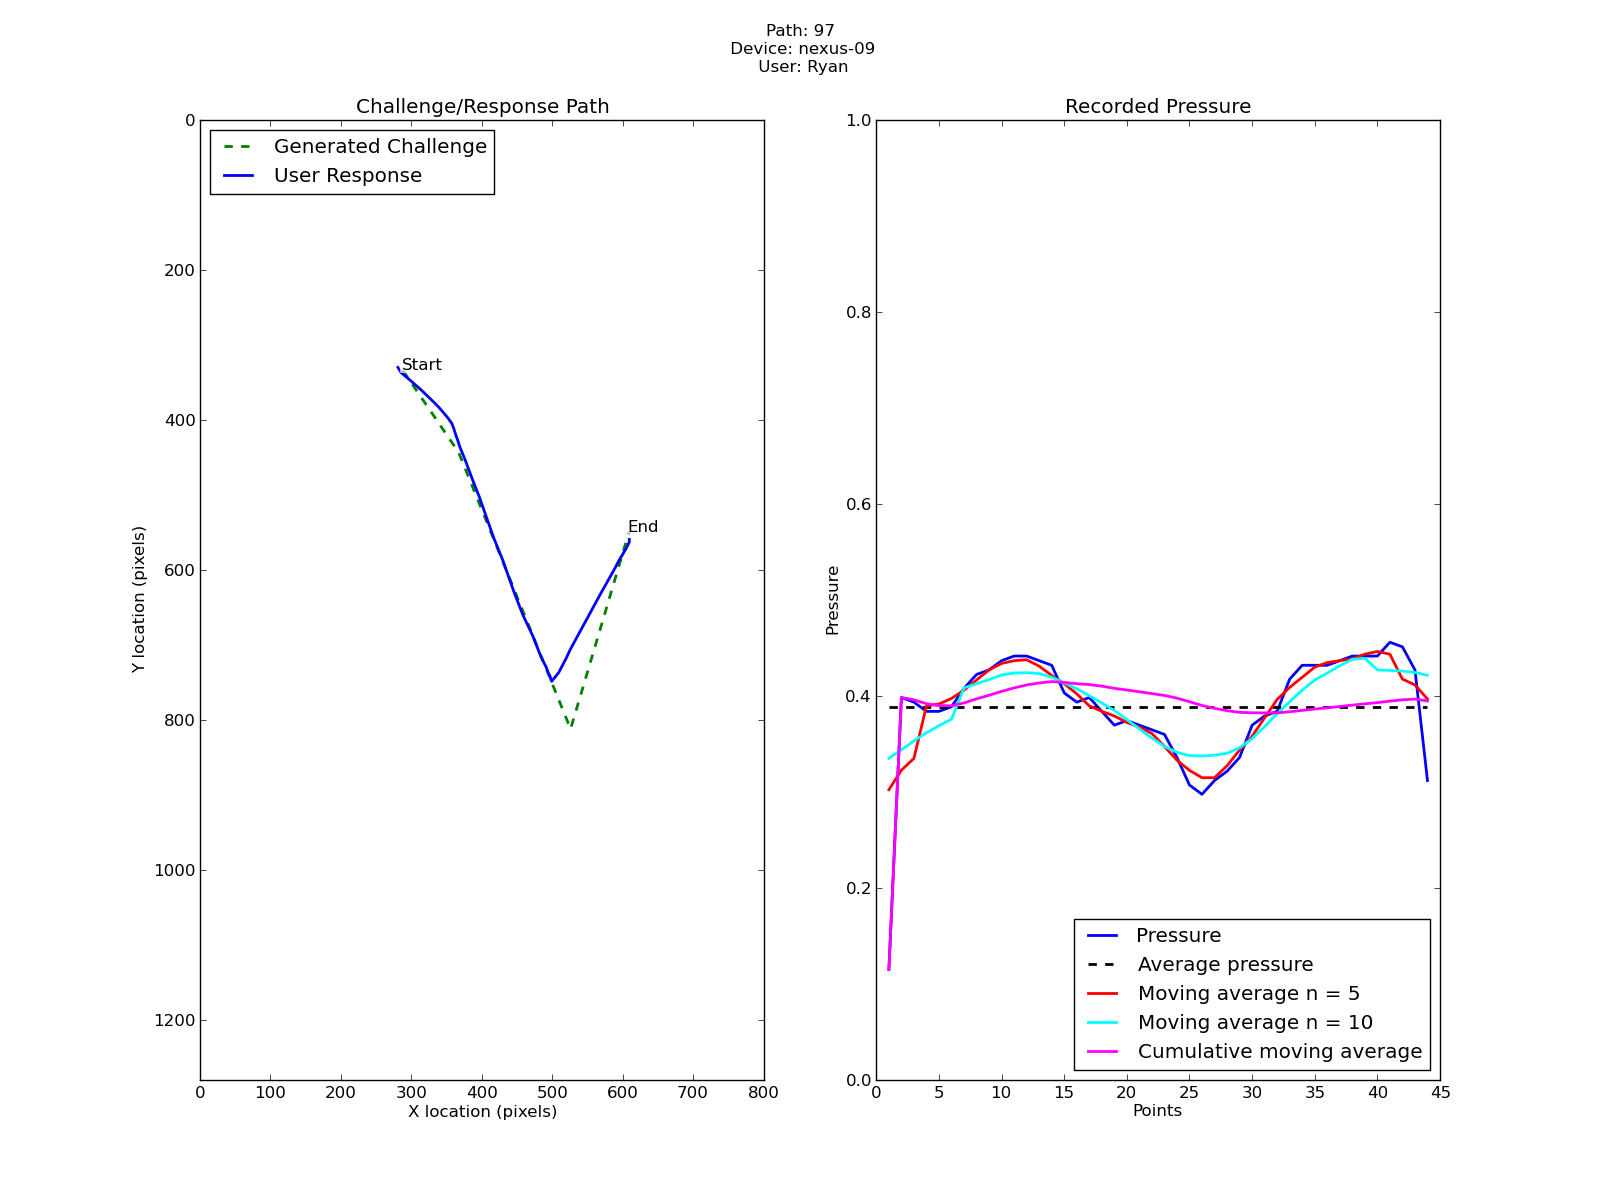 Path: 97
Device: nexus-09
User: Ryan
Challenge/Response Path
Generated Challenge
User Response
Start
End
0
200
400
600
800
1000
1200
Y location (pixels)
0 100 200 300 400 500 600 700 800
X location (pixels)
Recorded Pressure
1.0
0.8
0.6
0.4
0.2
0.0
Pressure
Pressure
Average pressure
Moving average n = 5
Moving average n = 10
Cumulative moving average
0 5 10 15 20 25 30 35 40 45
Points